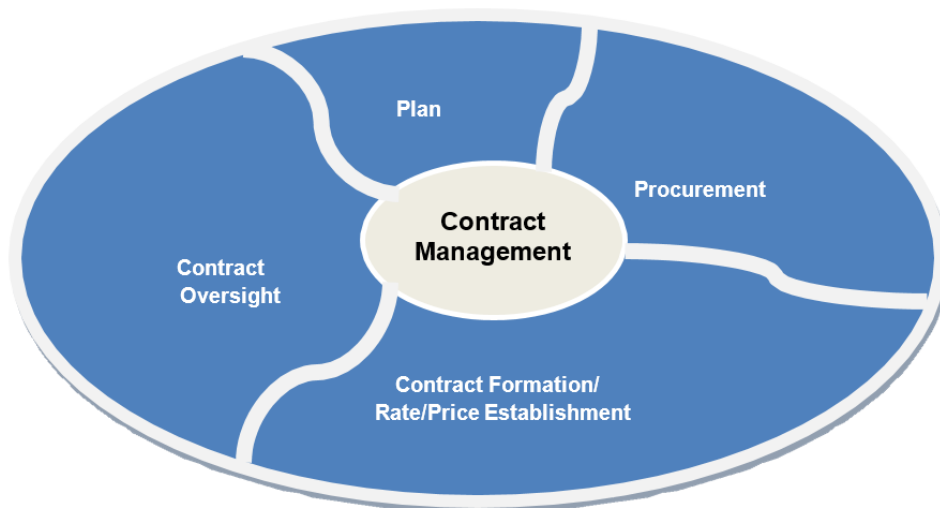 Plan
Procurement
Contract
Management
Contract
Oversight
Contract Formation/
Rate/Price Establishment